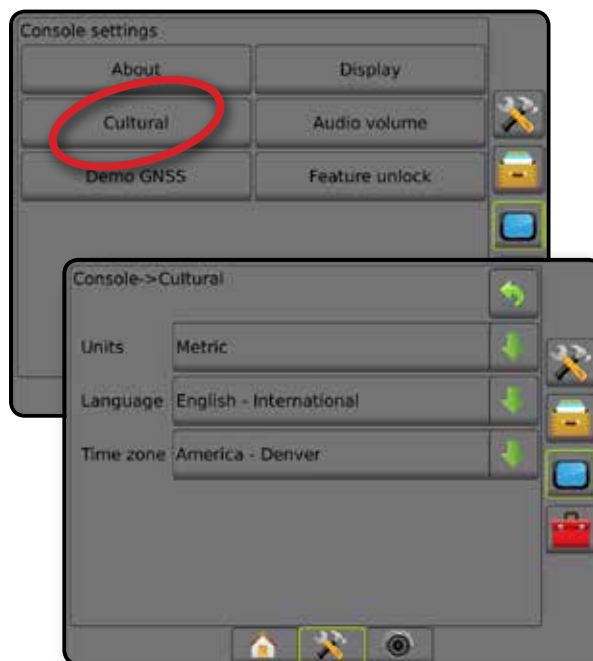 Console settings
About Display
Cultural Audio volume
Demo GNSS Feature unlock
Console->Cultural
Units Metric
Language English - International
Time zone America - Denver